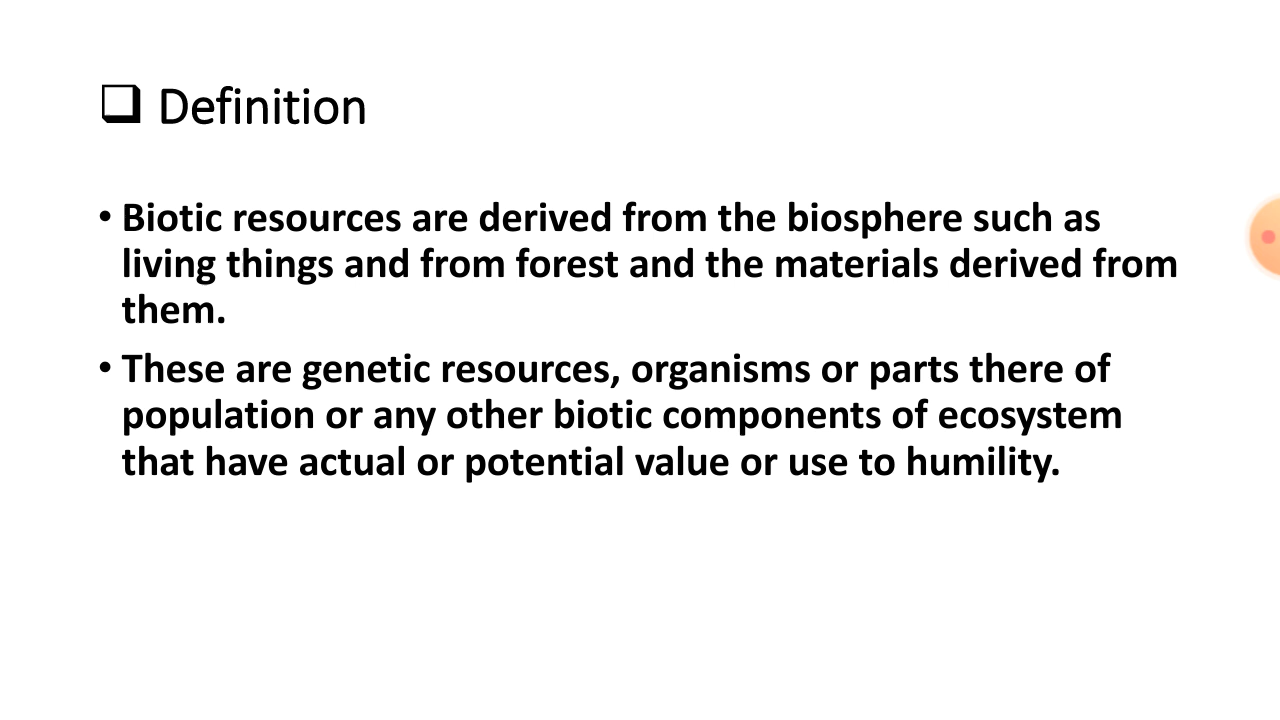 ❑ Definition
• Biotic resources are derived from the biosphere such as
living things and from forest and the materials derived from
them.
• These are genetic resources, organisms or parts there of
population or any other biotic components of ecosystem
that have actual or potential value or use to humility.